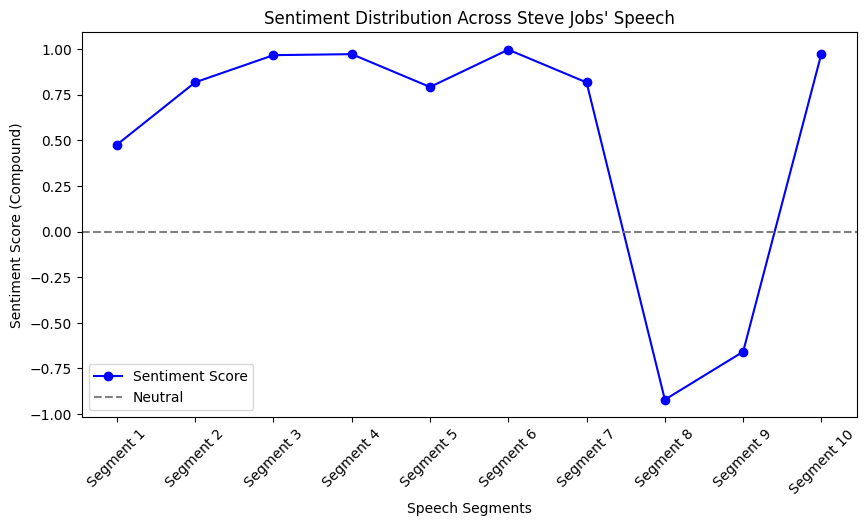 Sentiment Distribution Across Steve Jobs' Speech
Sentiment Score (Compound)
1.00
0.75
0.50
0.25
0.00
−0.25
−0.50
−0.75
−1.00
Sentiment Score
Neutral
Segment 1
Segment 2
Segment 3
Segment 4
Segment 5
Segment 6
Segment 7
Segment 8
Segment 9
Segment 10
Speech Segments